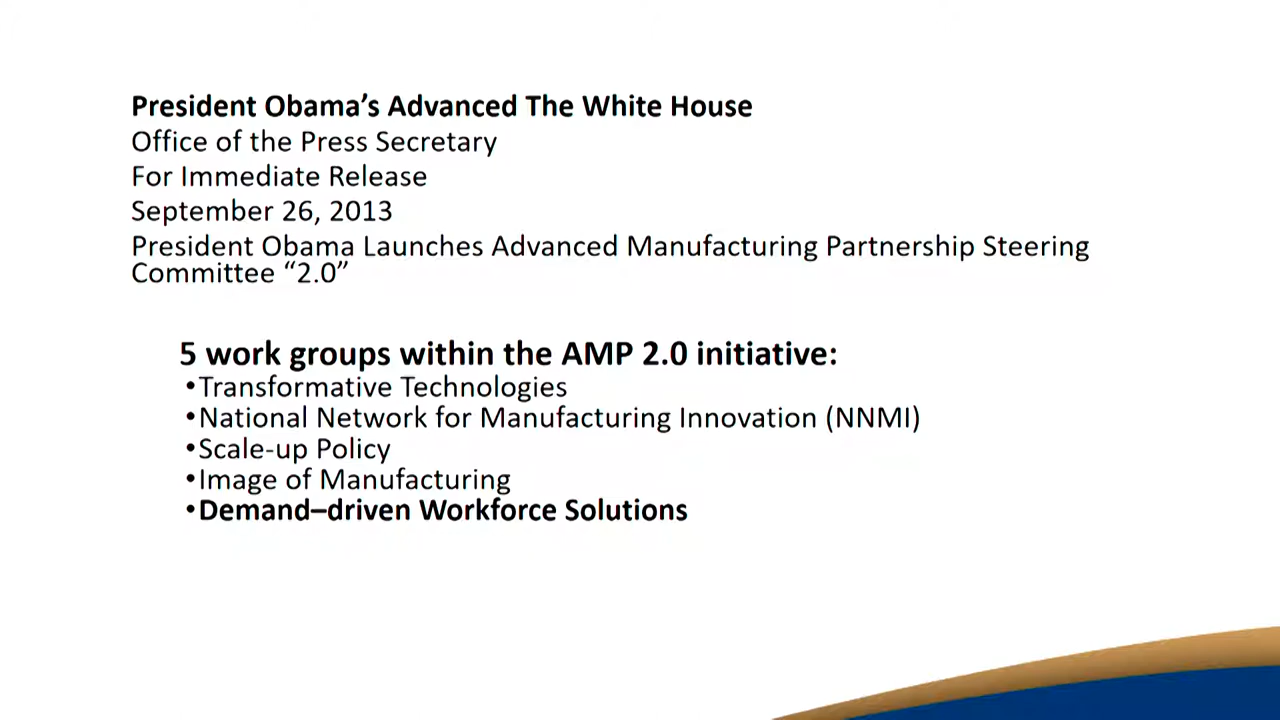 President Obama’s Advanced The White House
Office of the Press Secretary
For Immediate Release
September 26, 2013
President Obama Launches Advanced Manufacturing Partnership Steering
Committee “2.0”
5 work groups within the AMP 2.0 initiative:
•Transformative Technologies
•National Network for Manufacturing Innovation (NNMI)
•Scale-up Policy
•Image of Manufacturing
•Demand–driven Workforce Solutions